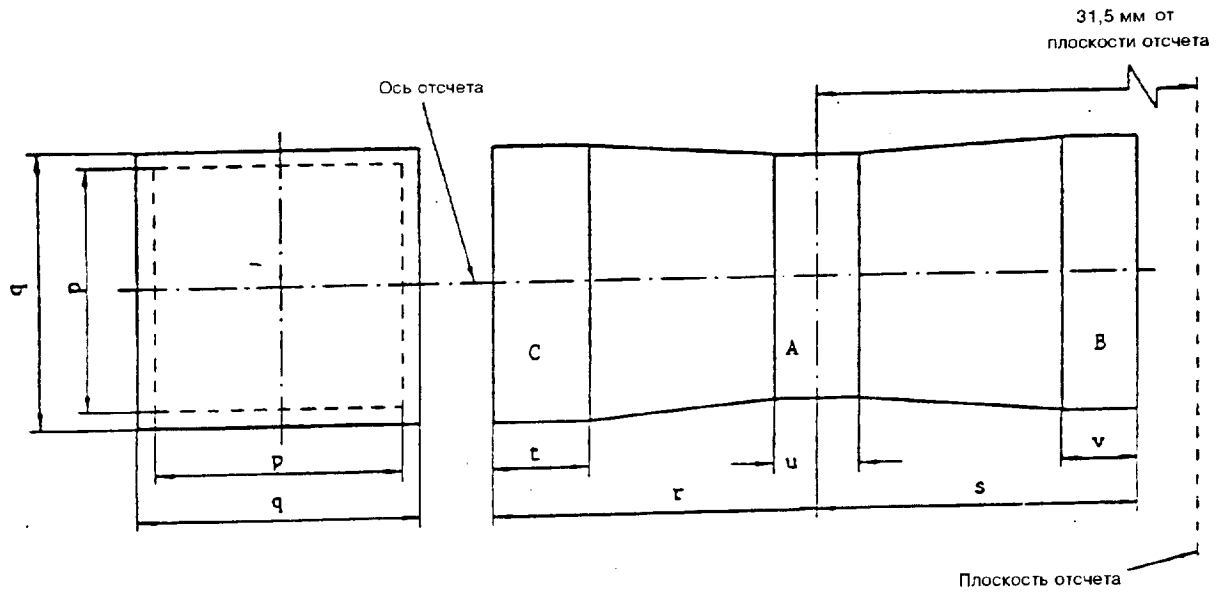 31,5 мм от
плоскости отсчета
Ось отсчета
q
p
C
A
B
p
q
t
u
v
r
s
Плоскость отсчета